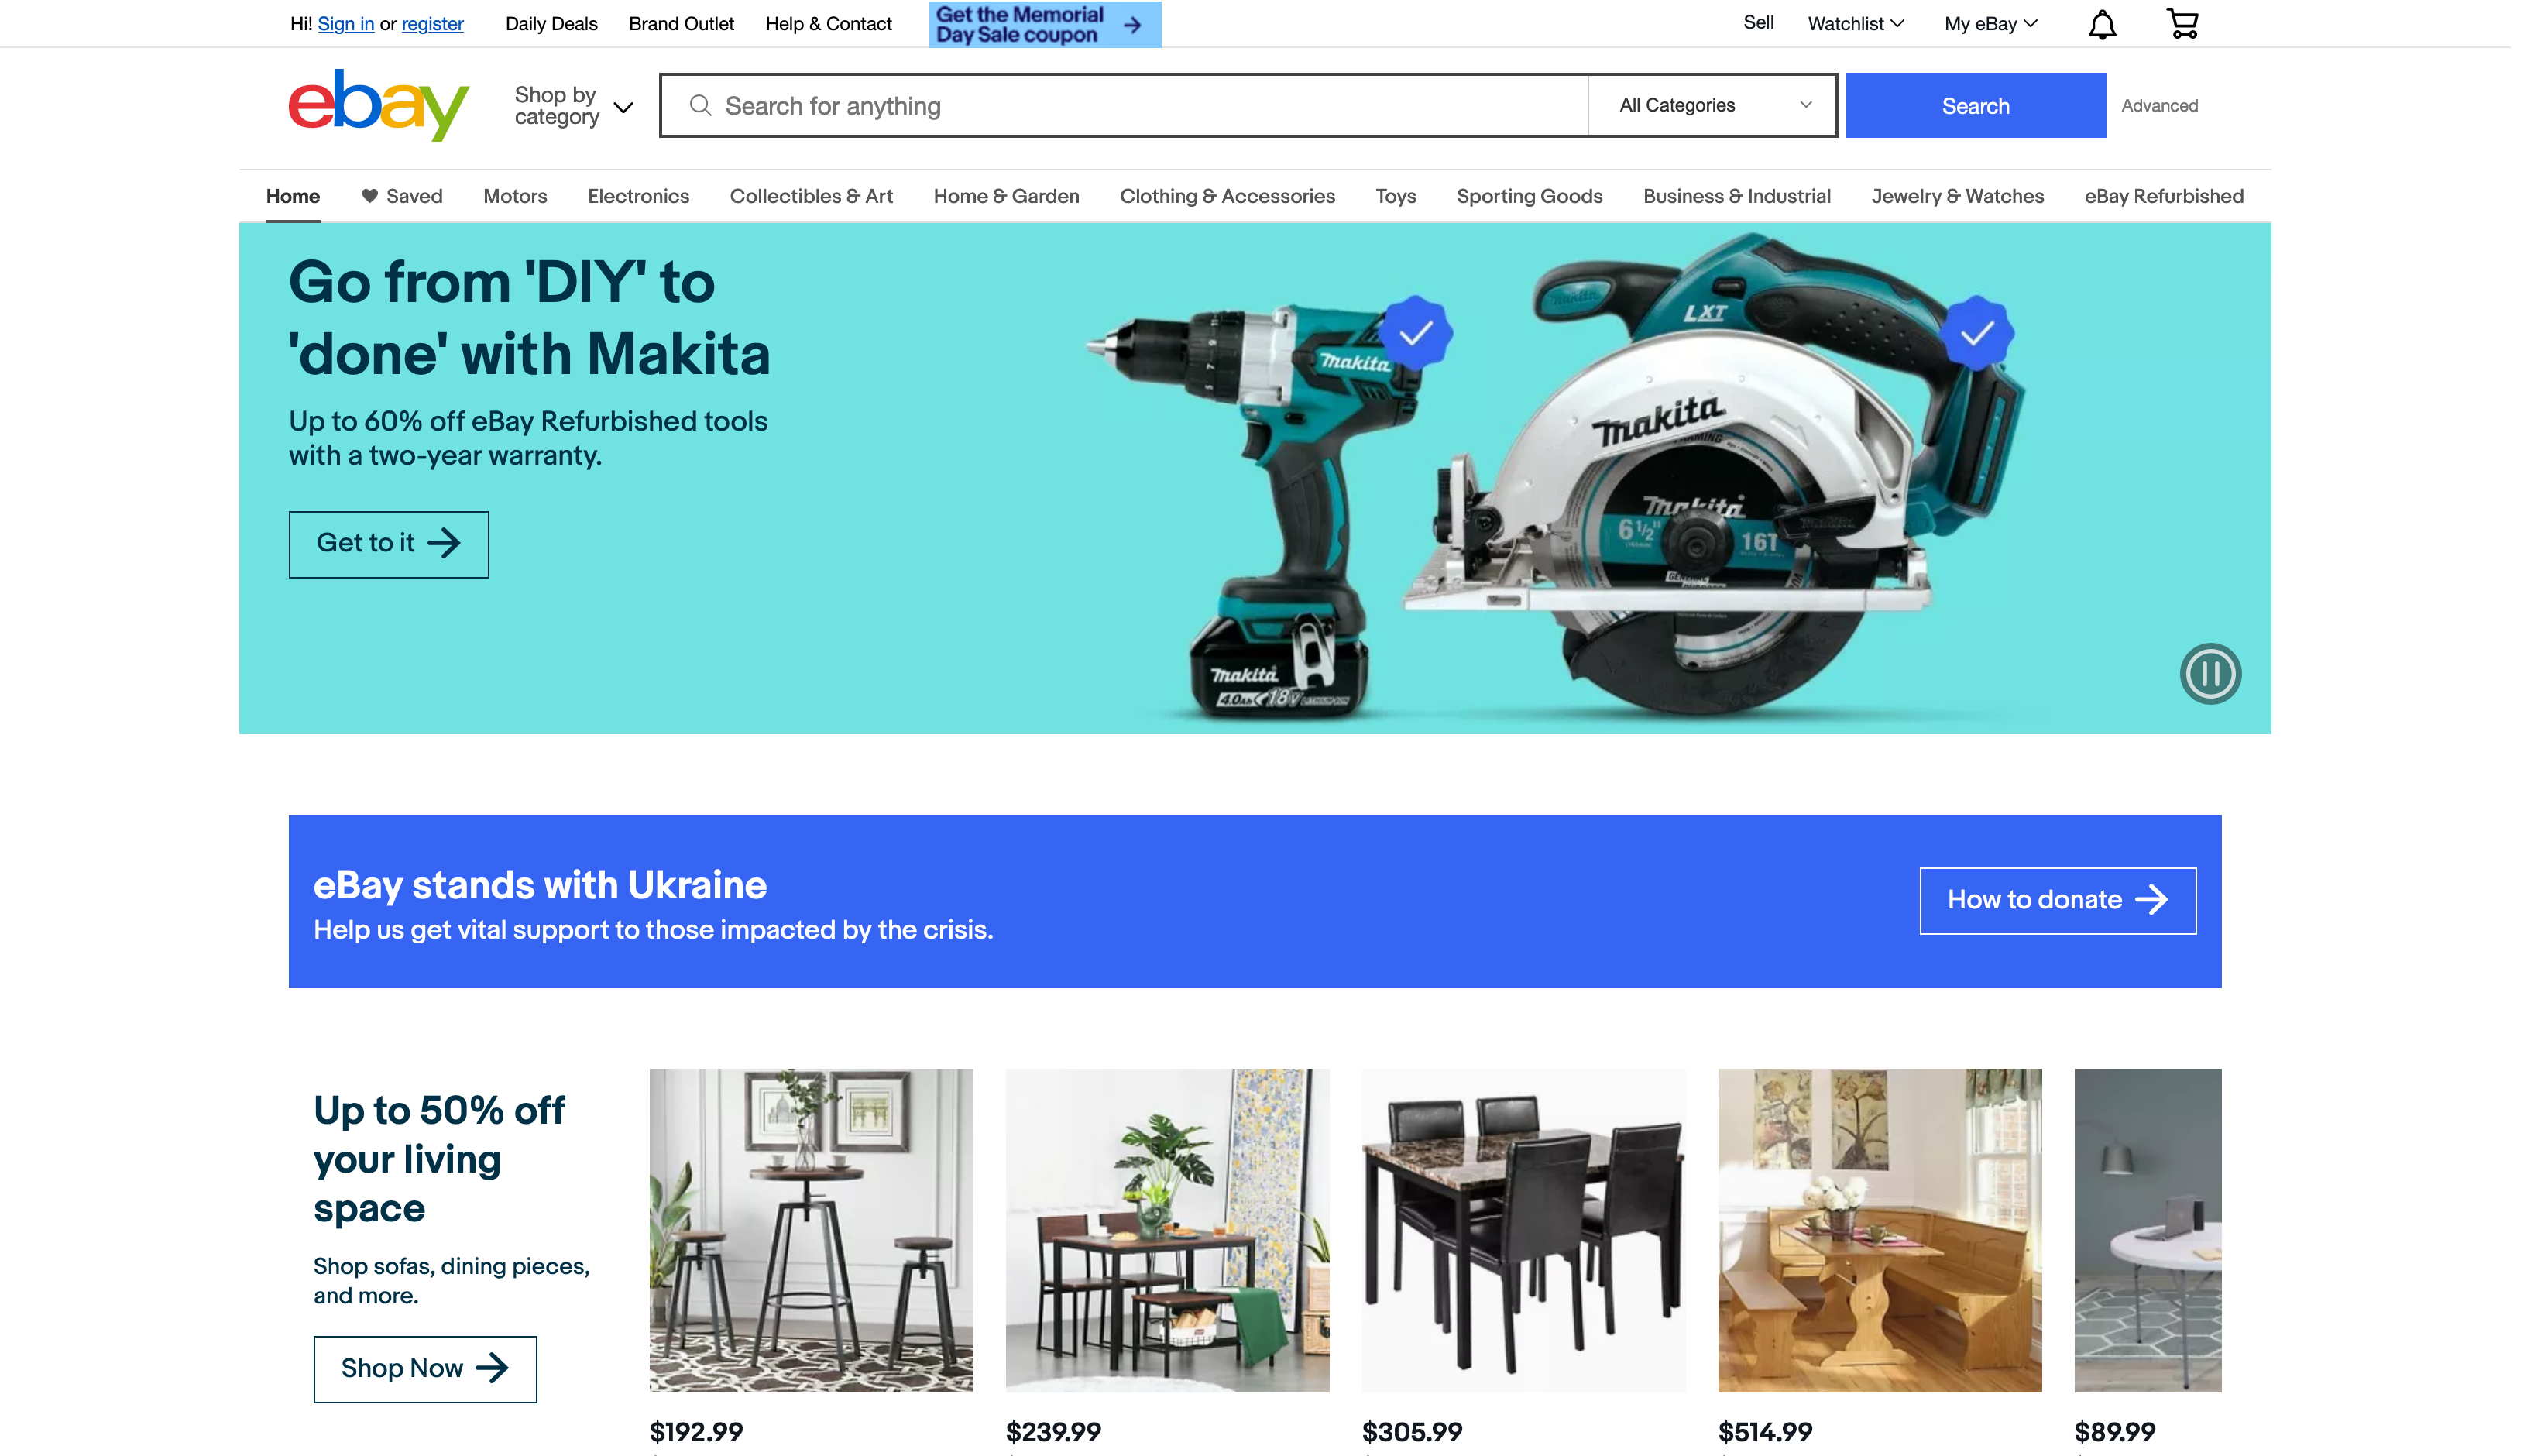 Hi! Sign in or register
Daily Deals
Brand Outlet
Help & Contact
Get the Memorial
Day Sale coupon
Sell
Watchlist
My eBay
ebay
Shop by
category
Search for anything
All Categories
Search
Advanced
Home
Saved
Motors
Electronics
Collectibles & Art
Home & Garden
Clothing & Accessories
Toys
Sporting Goods
Business & Industrial
Jewelry & Watches
eBay Refurbished
Go from 'DIY' to
'done' with Makita
Up to 60% off eBay Refurbished tools
with a two-year warranty.
Get to it
Makita
Makita
4.0Ah 18V
Makita
LXT
Makita
FRAMING
Makita
6 1/2"
16T
eBay stands with Ukraine
Help us get vital support to those impacted by the crisis.
How to donate
Up to 50% off
your living
space
Shop sofas, dining pieces,
and more.
Shop Now
$192.99
$239.99
$305.99
$514.99
$89.99